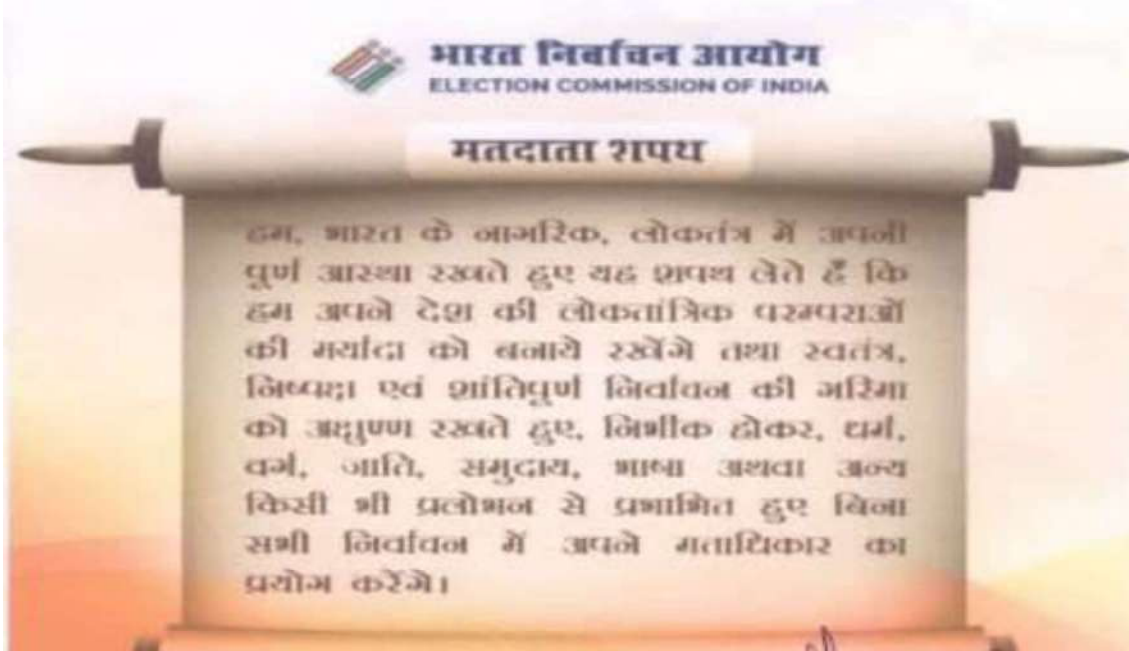 भारत निर्वाचन आयोग
ELECTION COMMISSION OF INDIA
मतदाता शपथ
हम, भारत के नागरिक, लोकतंत्र में अपनी
पूर्ण आस्था रखते हुए यह शपथ लेते हैं कि
हम अपने देश की लोकतांत्रिक परम्पराओं
की मर्यादा को बनाये रखेंगे तथा स्वतंत्र,
निष्पक्ष एवं शांतिपूर्ण निर्वाचन की गरिमा
को अक्षुण्ण रखते हुए, निर्भीक होकर, धर्म,
वर्ग, जाति, समुदाय, भाषा अथवा अन्य
किसी भी प्रलोभन से प्रभाभित हुए बिना
सभी निर्वाचन में अपने मताधिकार का
प्रयोग करेंगे।